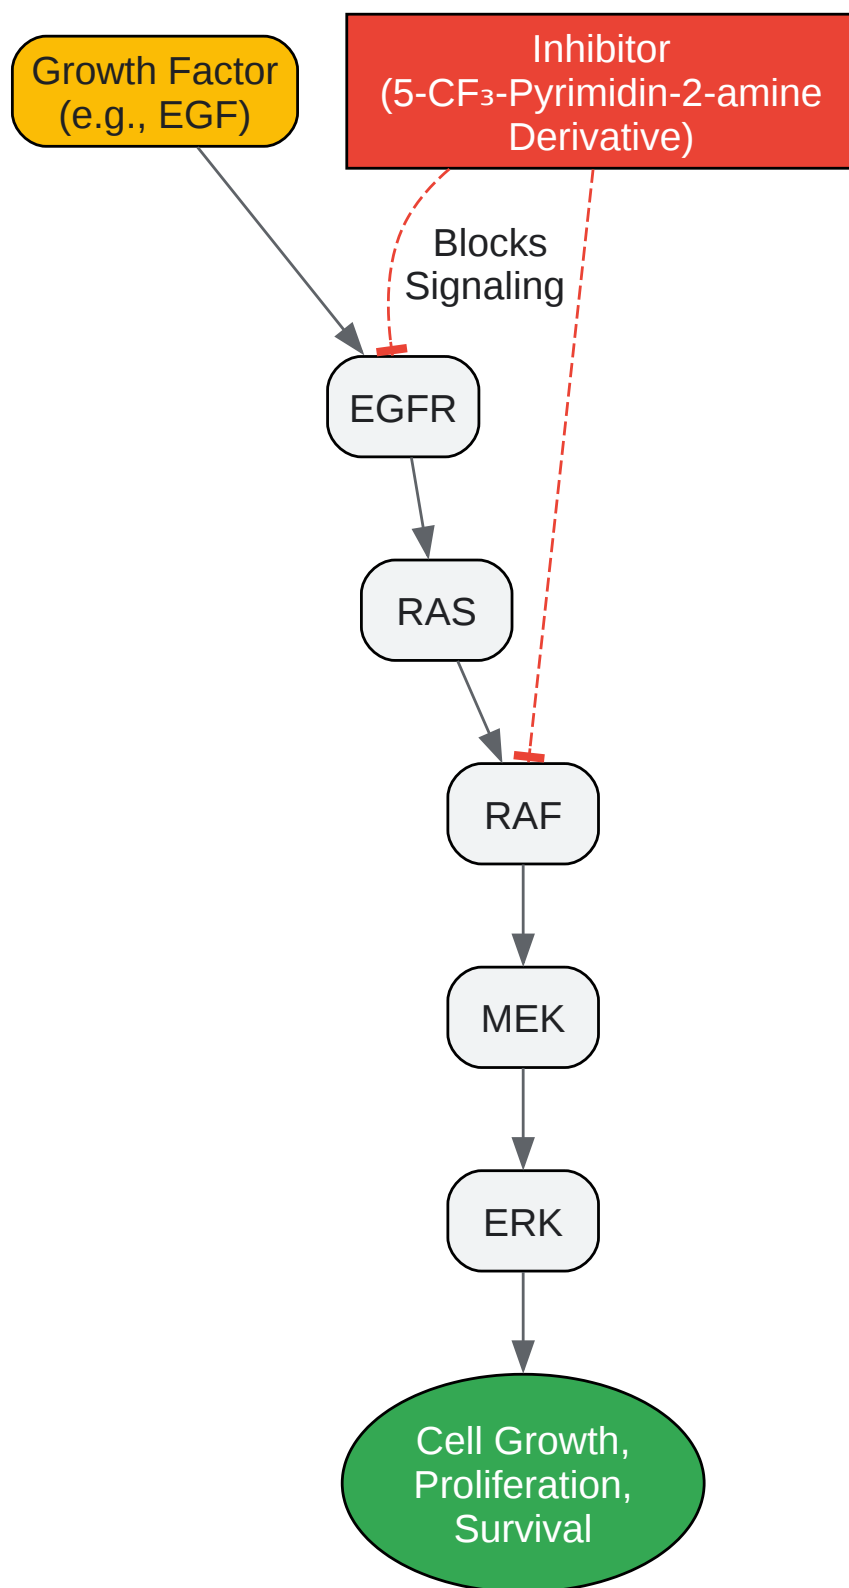 Growth Factor
(e.g., EGF)
Inhibitor
(5-CF₃-Pyrimidin-2-amine
Derivative)
Blocks
Signaling
EGFR
RAS
RAF
MEK
ERK
Cell Growth,
Proliferation,
Survival